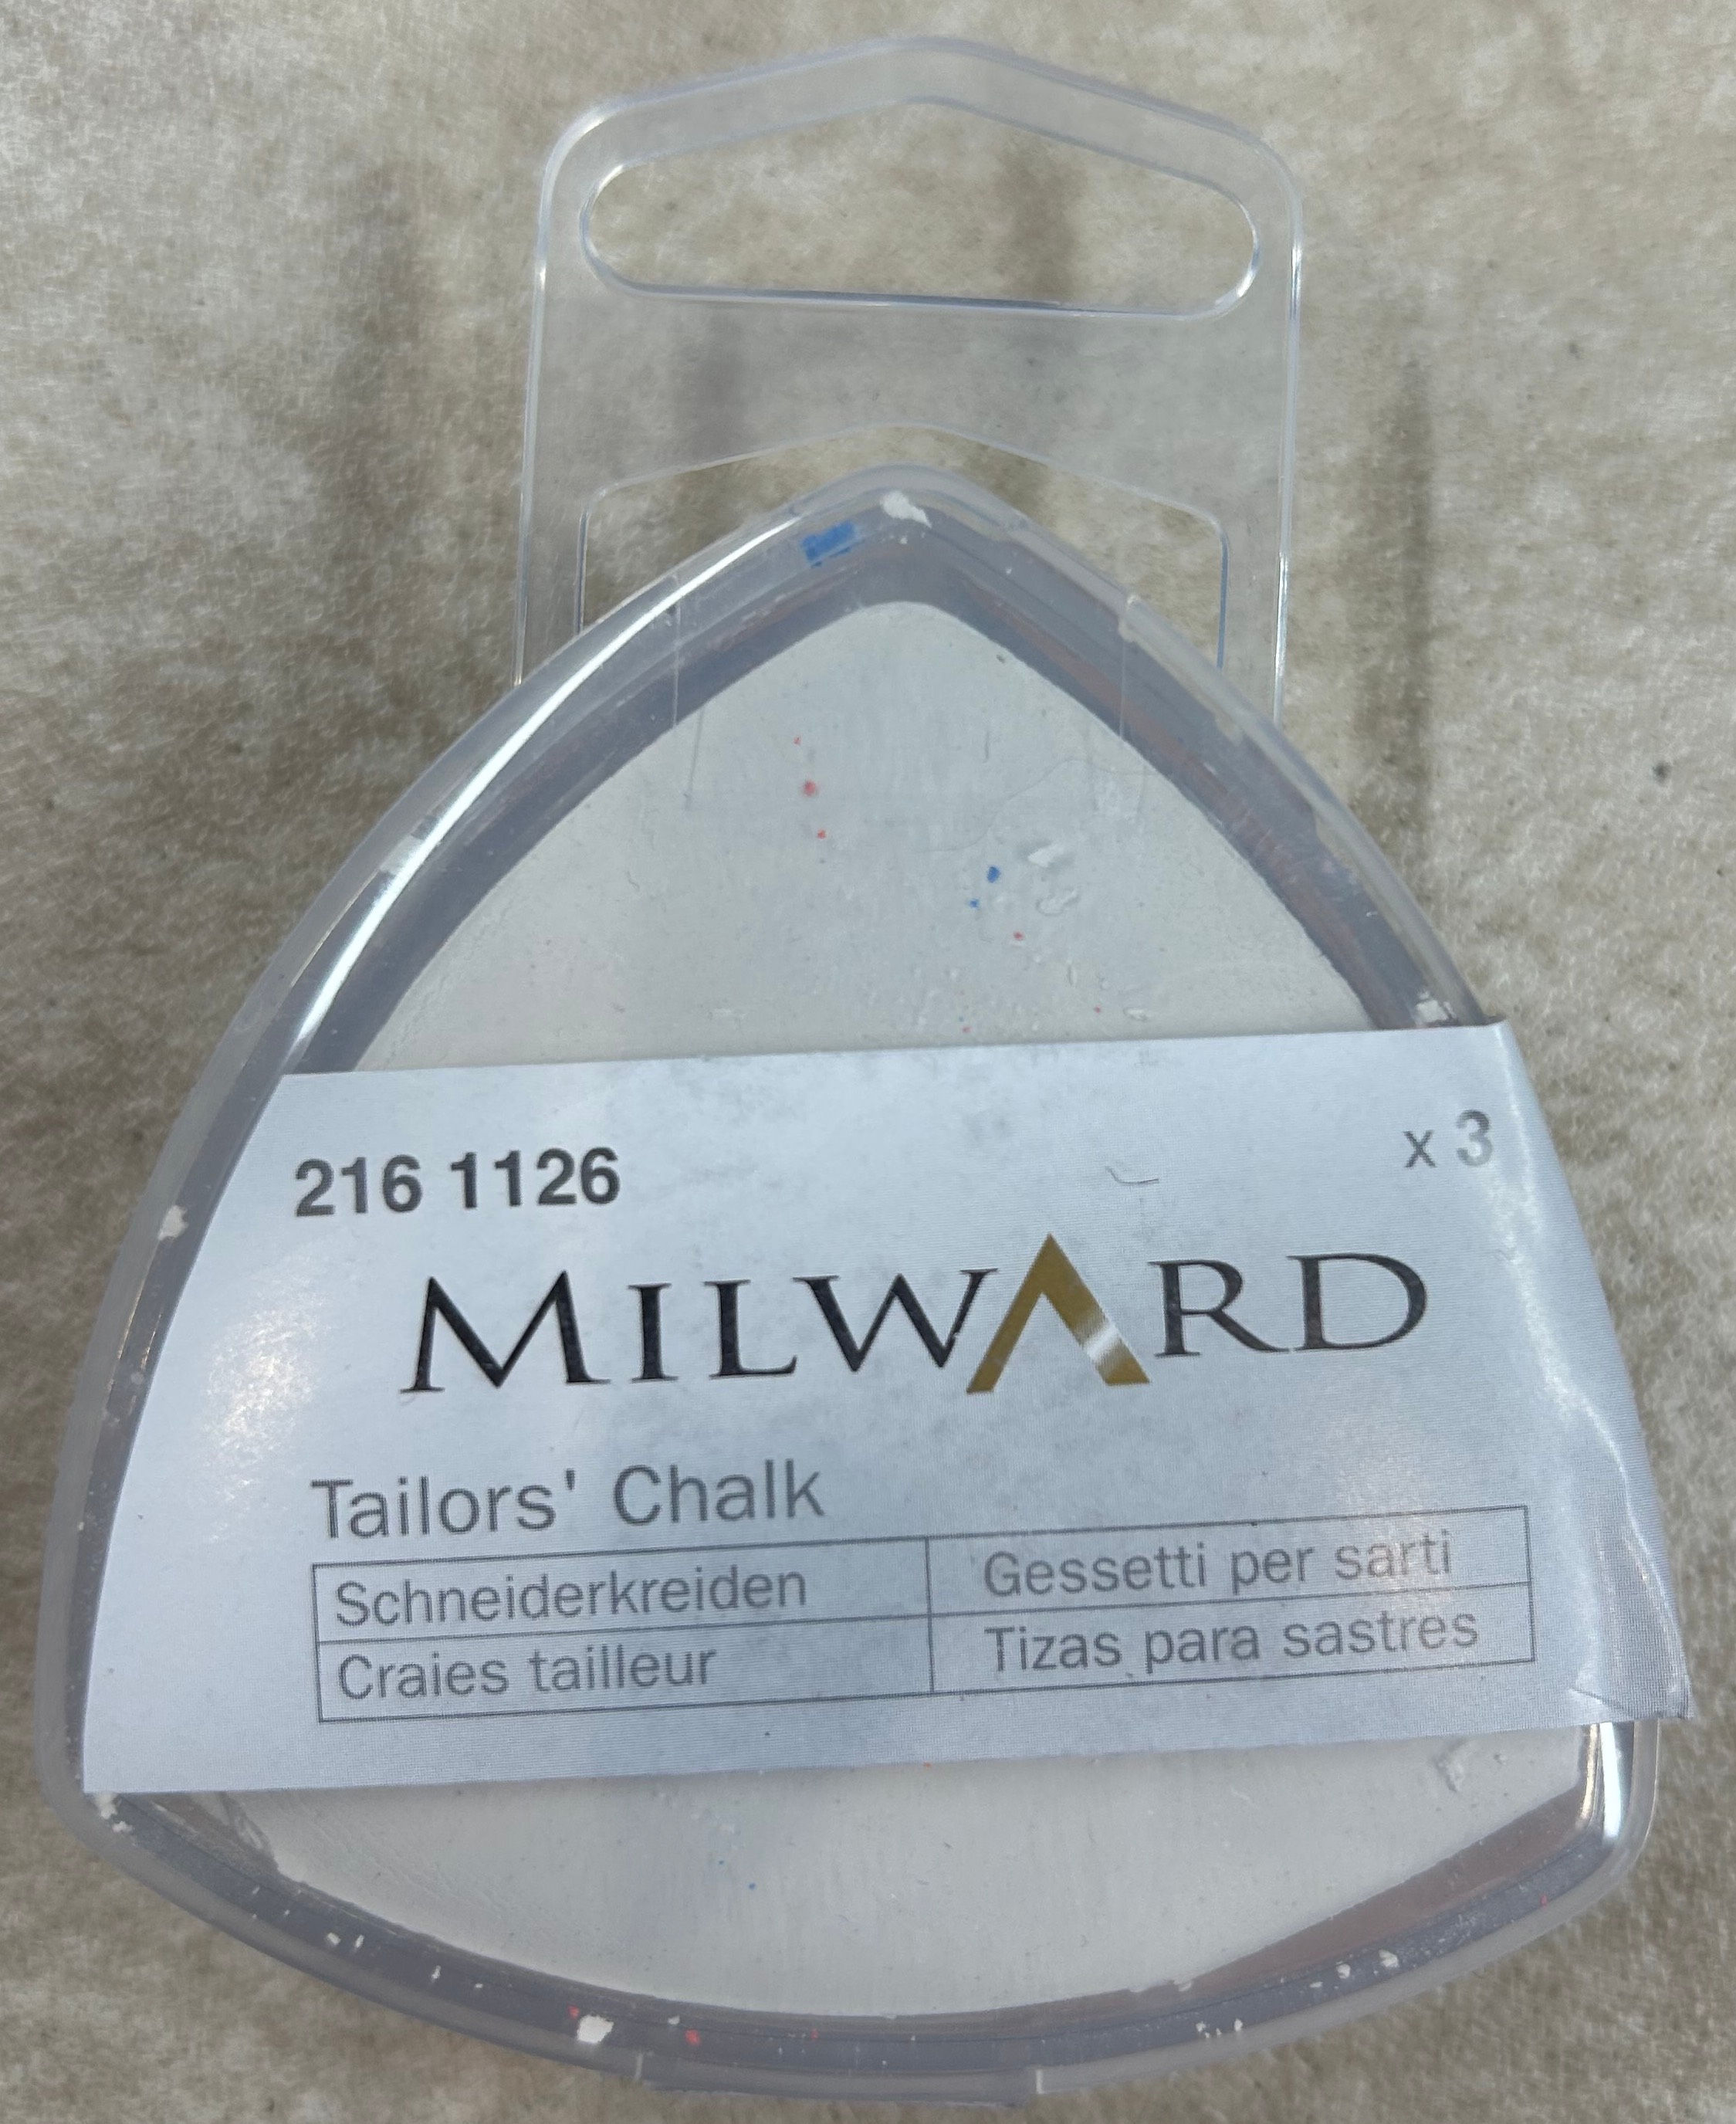 216 1126
x 3
MILWARD
Tailors' Chalk
Schneiderkreiden
Gessetti per sarti
Craies tailleur
Tizas para sastres